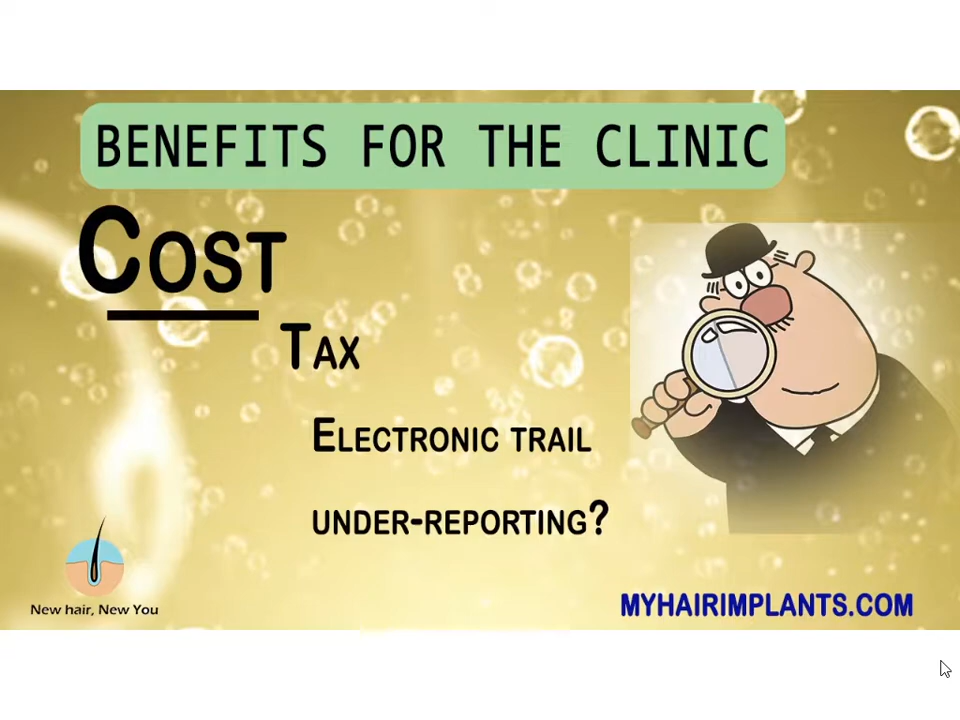 BENEFITS FOR THE CLINIC
COST
TAX
ELECTRONIC TRAIL
UNDER-REPORTING?
New hair, New You
MYHAIRIMPLANTS.COM